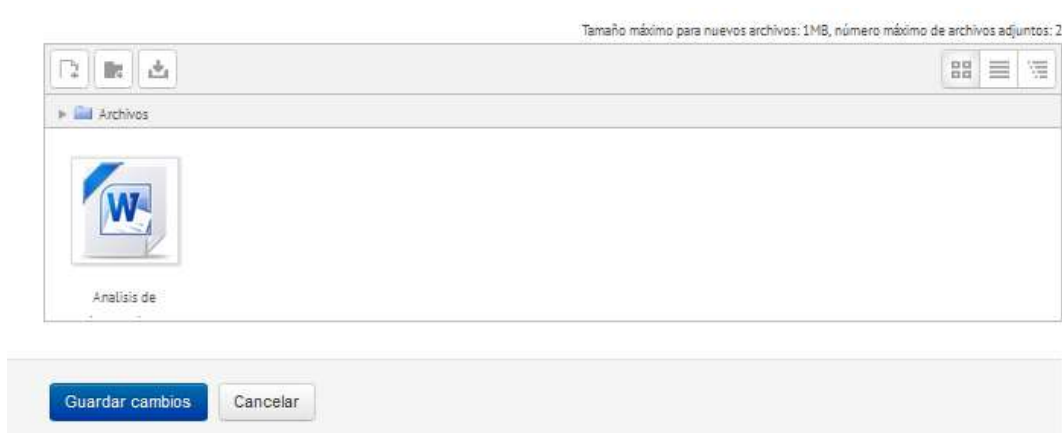 Tamaño máximo para nuevos archivos: 1MB, número máximo de archivos adjuntos: 2
Archivos
W
Analisis de
Guardar cambios
Cancelar